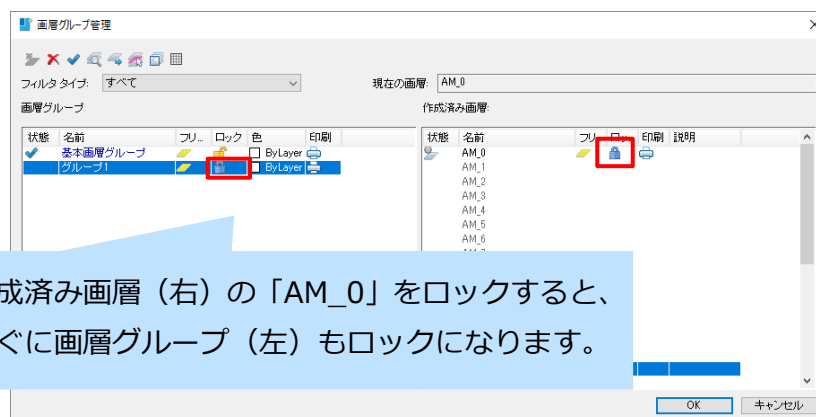 画層グループ管理
フィルタ タイプ: すべて 現在の画層: AM_0
画層グループ 作成済み画層:
状態 名前 フリ... ロック 色 印刷 状態 名前 フリ... ロッ... 印刷 説明
基本画層グループ ByLayer AM_0
グループ1 ByLayer AM_1
AM_2
AM_3
AM_4
AM_5
AM_6
成済み画層（右）の「AM_0」をロックすると、
ぐに画層グループ（左）もロックになります。
OK キャンセル